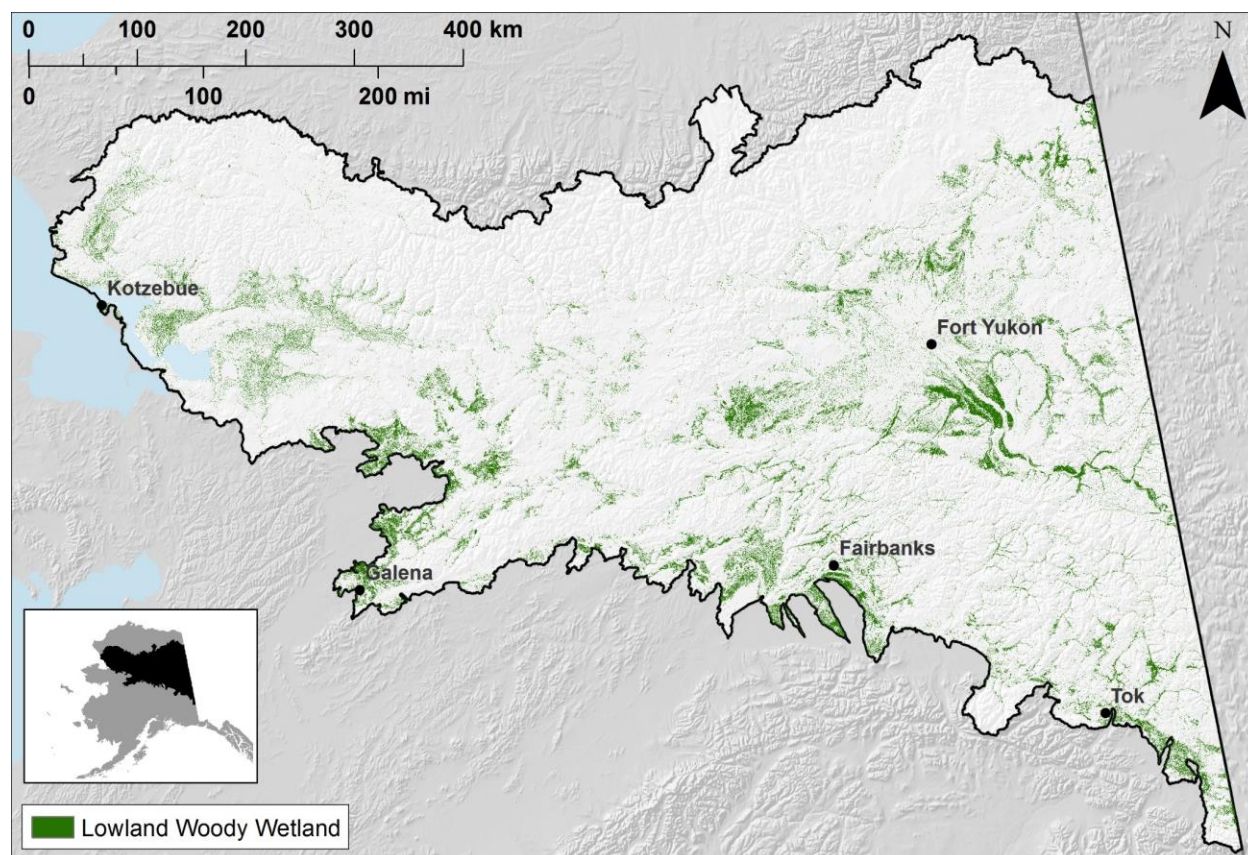 0 100 200 300 400 km
0 100 200 mi
N
Kotzebue
Fort Yukon
Fairbanks
Galena
Tok
Lowland Woody Wetland